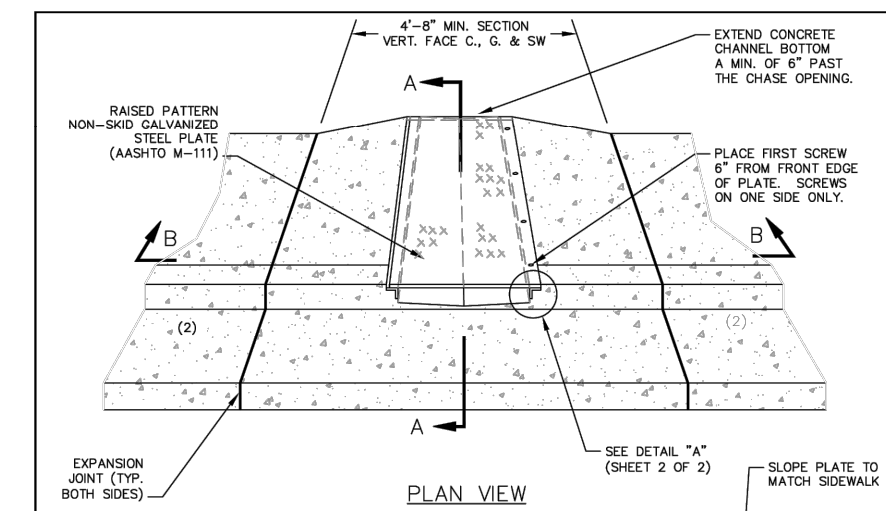 4'-8" MIN. SECTION
VERT. FACE C., G. & SW
EXTEND CONCRETE
CHANNEL BOTTOM
A MIN. OF 6" PAST
THE CHASE OPENING.
A
RAISED PATTERN
NON-SKID GALVANIZED
STEEL PLATE
(AASHTO M-111)
PLACE FIRST SCREW
6" FROM FRONT EDGE
OF PLATE. SCREWS
ON ONE SIDE ONLY.
B
B
(2)
(2)
A
EXPANSION
JOINT (TYP.
BOTH SIDES)
SEE DETAIL "A"
(SHEET 2 OF 2)
SLOPE PLATE TO
MATCH SIDEWALK
PLAN VIEW